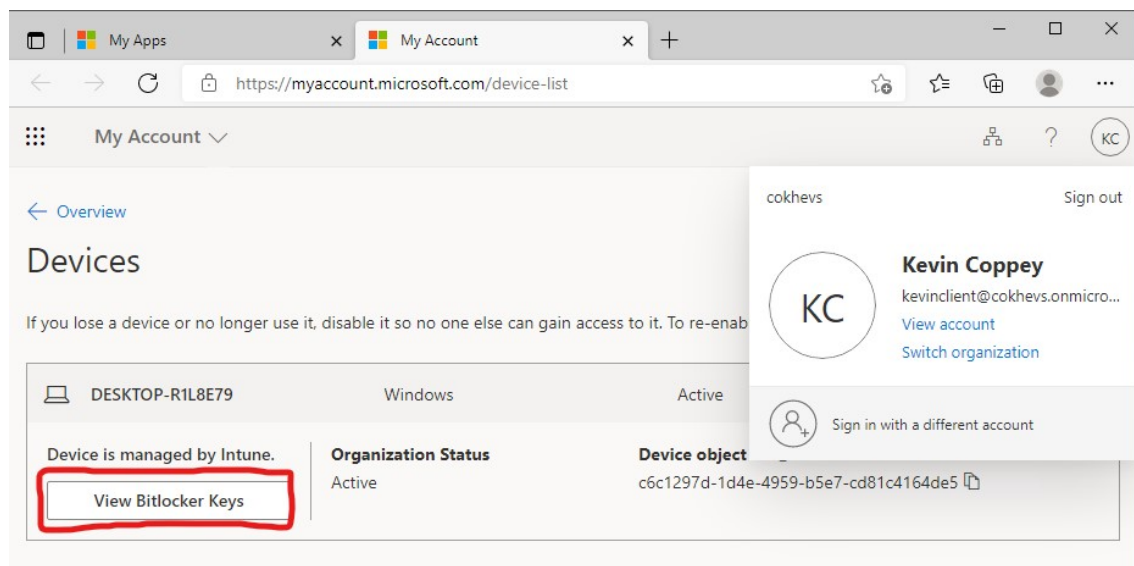 My Apps
My Account
https://myaccount.microsoft.com/device-list
My Account
?
KC
Overview
Devices
If you lose a device or no longer use it, disable it so no one else can gain access to it. To re-enab
cokhevs
Sign out
KC
Kevin Coppey
kevinclient@cokhevs.onmicro...
View account
Switch organization
Sign in with a different account
DESKTOP-R1L8E79 Windows Active
Device is managed by Intune.
View Bitlocker Keys
Organization Status
Active
Device object
c6c1297d-1d4e-4959-b5e7-cd81c4164de5